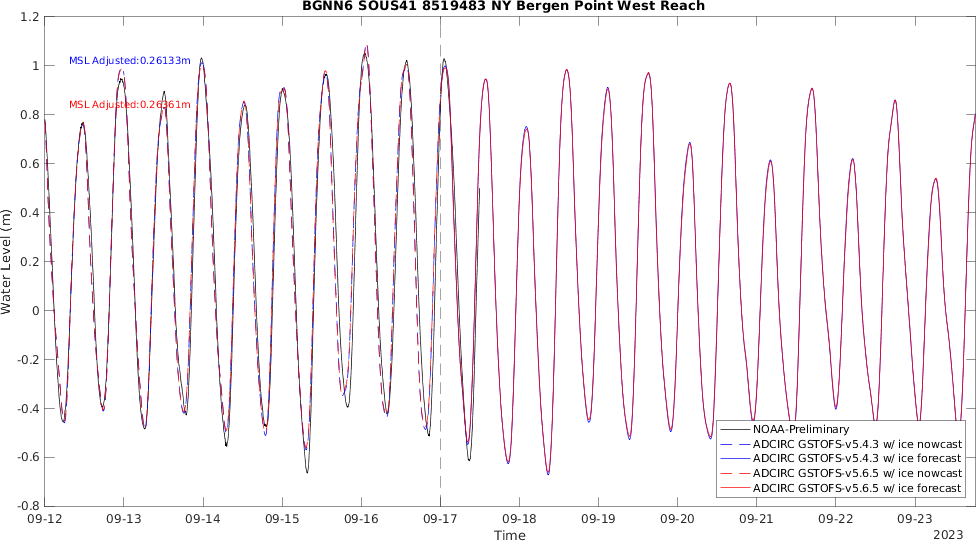 BGNN6 SOUS41 8519483 NY Bergen Point West Reach
1.2
1
0.8
0.6
0.4
0.2
0
-0.2
-0.4
-0.6
-0.8
Water Level (m)
MSL Adjusted:0.26133m
MSL Adjusted:0.26361m
NOAA-Preliminary
ADCIRC GSTOFS-v5.4.3 w/ ice nowcast
ADCIRC GSTOFS-v5.4.3 w/ ice forecast
ADCIRC GSTOFS-v5.6.5 w/ ice nowcast
ADCIRC GSTOFS-v5.6.5 w/ ice forecast
09-12 09-13 09-14 09-15 09-16 09-17 09-18 09-19 09-20 09-21 09-22 09-23
Time
2023